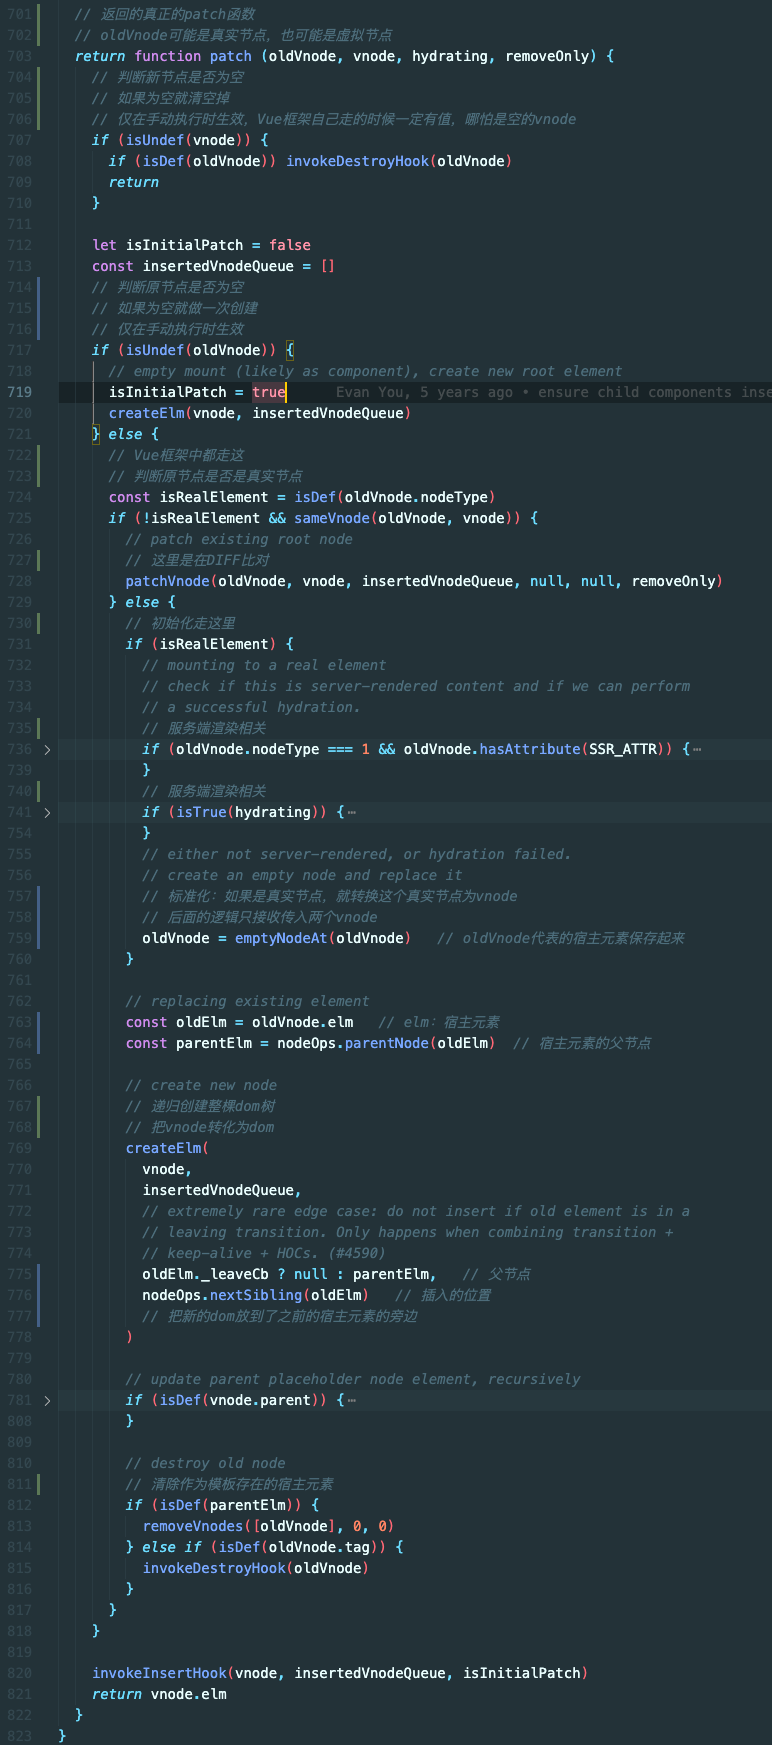 701 // 返回的真正的patch函数
702 // oldVnode可能是真实节点，也可能是虚拟节点
703 return function patch (oldVnode, vnode, hydrating, removeOnly) {
704 // 判断新节点是否为空
705 // 如果为空就清空掉
706 // 仅在手动执行时生效，Vue框架自己走的时候一定有值，哪怕是空的vnode
707 if (isUndef(vnode)) {
708 if (isDef(oldVnode)) invokeDestroyHook(oldVnode)
709 return
710 }
711
712 let isInitialPatch = false
713 const insertedVnodeQueue = []
714 // 判断原节点是否为空
715 // 如果为空就做一次创建
716 // 仅在手动执行时生效
717 if (isUndef(oldVnode)) {
718 // empty mount (likely as component), create new root element
719 isInitialPatch = true Evan You, 5 years ago • ensure child components inse
720 createElm(vnode, insertedVnodeQueue)
721 } else {
722 // Vue框架中都走这
723 // 判断原节点是否是真实节点
724 const isRealElement = isDef(oldVnode.nodeType)
725 if (!isRealElement && sameVnode(oldVnode, vnode)) {
726 // patch existing root node
727 // 这里是在DIFF比对
728 patchVnode(oldVnode, vnode, insertedVnodeQueue, null, null, removeOnly)
729 } else {
730 // 初始化走这里
731 if (isRealElement) {
732 // mounting to a real element
733 // check if this is server-rendered content and if we can perform
734 // a successful hydration.
735 // 服务端渲染相关
736 if (oldVnode.nodeType === 1 && oldVnode.hasAttribute(SSR_ATTR)) {⋯
739 }
740 // 服务端渲染相关
741 if (isTrue(hydrating)) {⋯
754 }
755 // either not server-rendered, or hydration failed.
756 // create an empty node and replace it
757 // 标准化：如果是真实节点，就转换这个真实节点为vnode
758 // 后面的逻辑只接收传入两个vnode
759 oldVnode = emptyNodeAt(oldVnode) // oldVnode代表的宿主元素保存起来
760 }
761
762 // replacing existing element
763 const oldElm = oldVnode.elm // elm：宿主元素
764 const parentElm = nodeOps.parentNode(oldElm) // 宿主元素的父节点
765
766 // create new node
767 // 递归创建整棵dom树
768 // 把vnode转化为dom
769 createElm(
770 vnode,
771 insertedVnodeQueue,
772 // extremely rare edge case: do not insert if old element is in a
773 // leaving transition. Only happens when combining transition +
774 // keep-alive + HOCs. (#4590)
775 oldElm._leaveCb ? null : parentElm, // 父节点
776 nodeOps.nextSibling(oldElm) // 插入的位置
777 // 把新的dom放到了之前的宿主元素的旁边
778 )
779
780 // update parent placeholder node element, recursively
781 if (isDef(vnode.parent)) {⋯
808 }
809
810 // destroy old node
811 // 清除作为模板存在的宿主元素
812 if (isDef(parentElm)) {
813 removeVnodes([oldVnode], 0, 0)
814 } else if (isDef(oldVnode.tag)) {
815 invokeDestroyHook(oldVnode)
816 }
817 }
818 }
819
820 invokeInsertHook(vnode, insertedVnodeQueue, isInitialPatch)
821 return vnode.elm
822 }
823 }